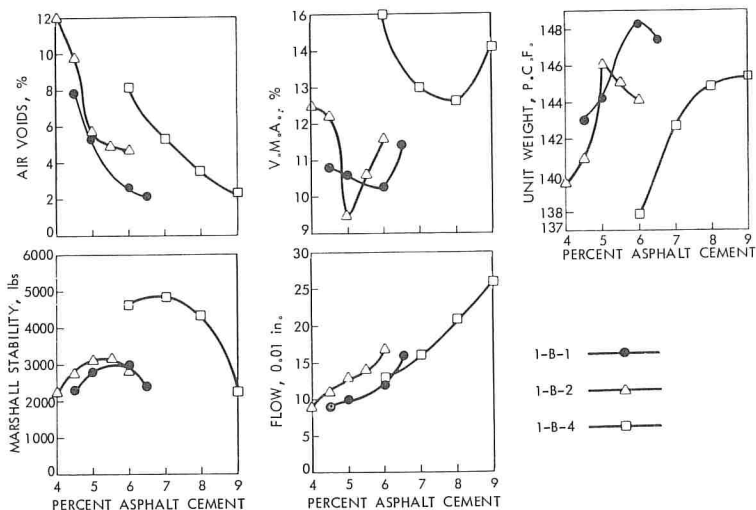 AIR VOIDS, %
12
10
8
6
4
2
0
V.M.A., %
16
15
14
13
12
11
10
9
UNIT WEIGHT, P.C.F.
148
146
144
142
140
138
137
4 5 6 7 8 9
PERCENT ASPHALT CEMENT
MARSHALL STABILITY, lbs
6000
5000
4000
3000
2000
1000
0
4 5 6 7 8 9
PERCENT ASPHALT CEMENT
FLOW, 0.01 in.
30
25
20
15
10
5
0
4 5 6 7 8 9
PERCENT ASPHALT CEMENT
1-B-1
1-B-2
1-B-4